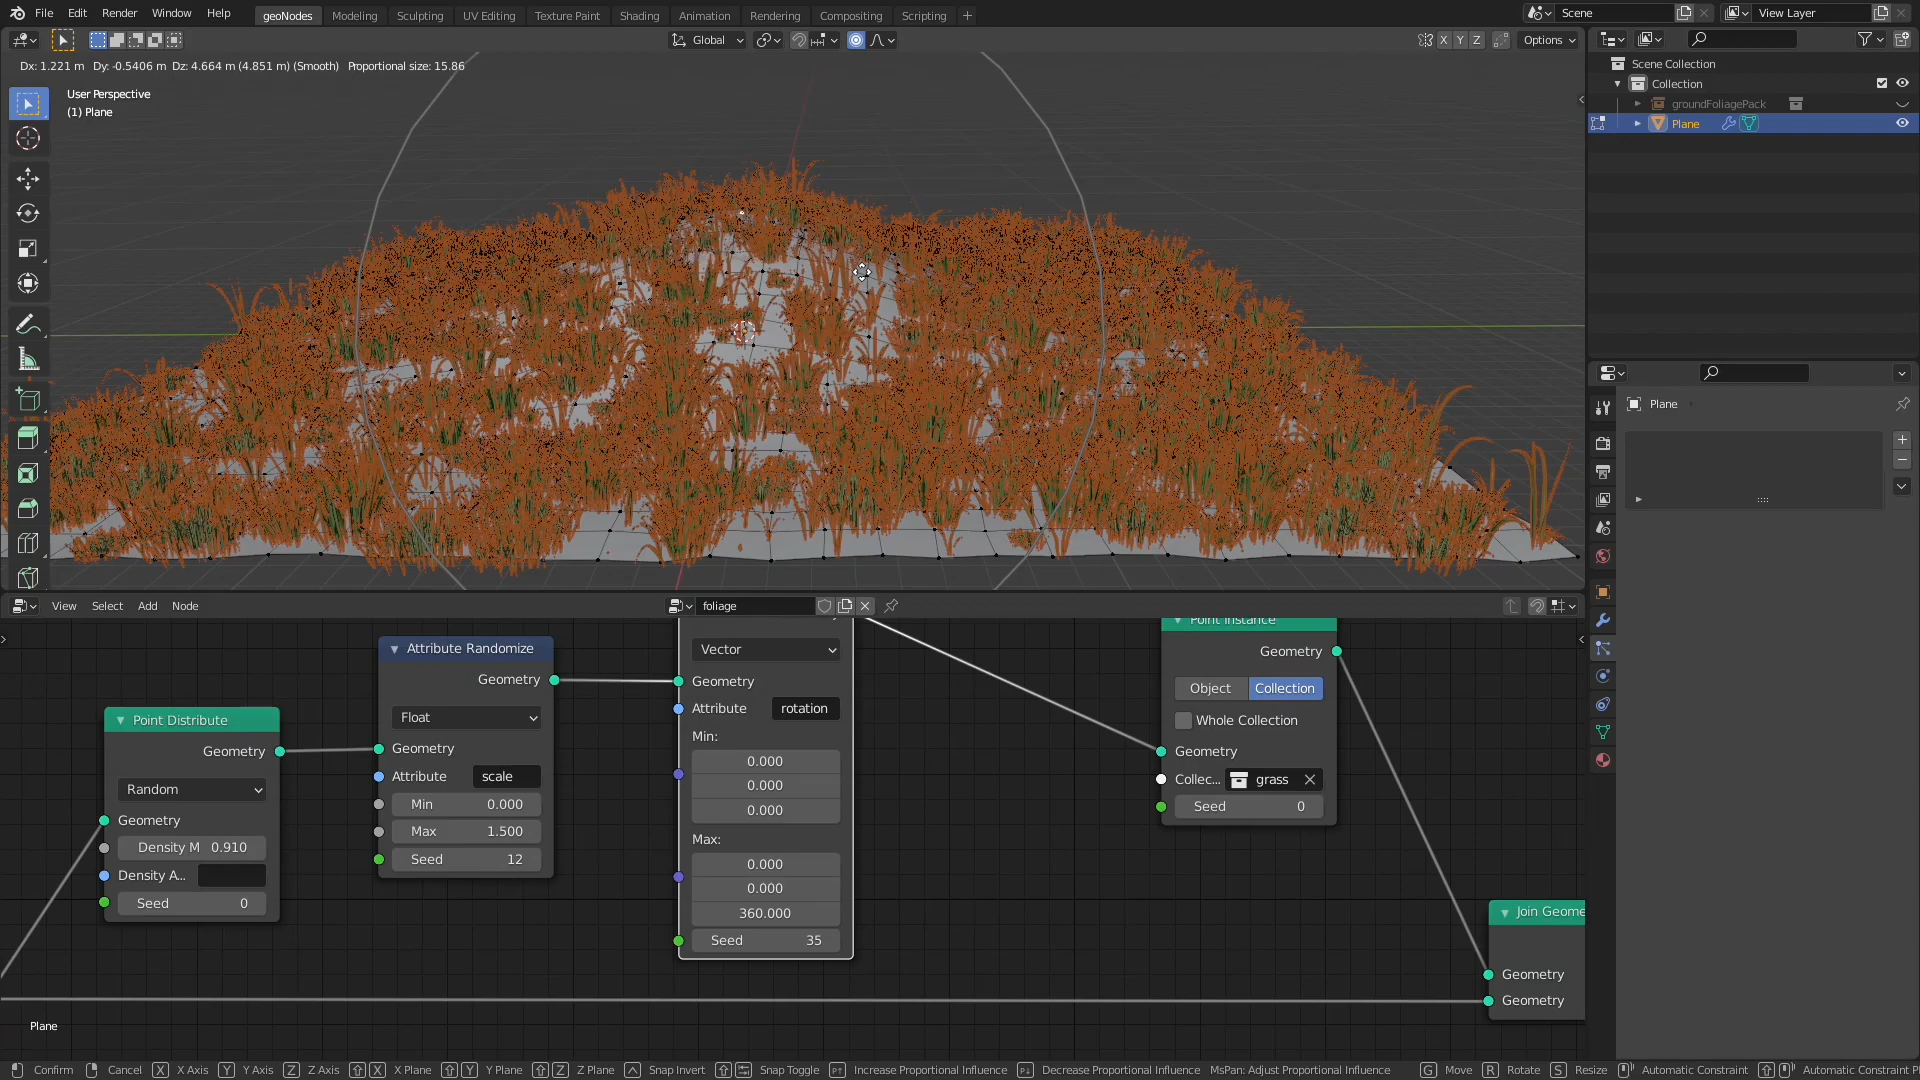 File Edit Render Window Help geoNodes Modeling Sculpting UV Editing Texture Paint Shading Animation Rendering Compositing Scripting + Scene View Layer
Global X Y Z Options
Dx: 1.221 m Dy: -0.5406 m Dz: 4.664 m (4.851 m) (Smooth) Proportional size: 15.86
User Perspective
(1) Plane
Scene Collection
Collection
groundFoliagePack
Plane
Plane
View Select Add Node foliage
Point Distribute
Geometry
Random
Geometry
Density M 0.910
Density A...
Seed 0
Attribute Randomize
Geometry
Float
Geometry
Attribute scale
Min 0.000
Max 1.500
Seed 12
Vector
Geometry
Attribute rotation
Min:
0.000
0.000
0.000
Max:
0.000
0.000
360.000
Seed 35
Point Instance
Geometry
Object Collection
Whole Collection
Geometry
Collec... grass
Seed 0
Join Geome
Geometry
Geometry
Plane
Confirm Cancel X X Axis Y Y Axis Z Z Axis X X Plane Y Y Plane Z Z Plane Snap Invert Snap Toggle Increase Proportional Influence Decrease Proportional Influence MsPan: Adjust Proportional Influence G Move R Rotate S Resize Automatic Constraint Automatic Constraint Pl